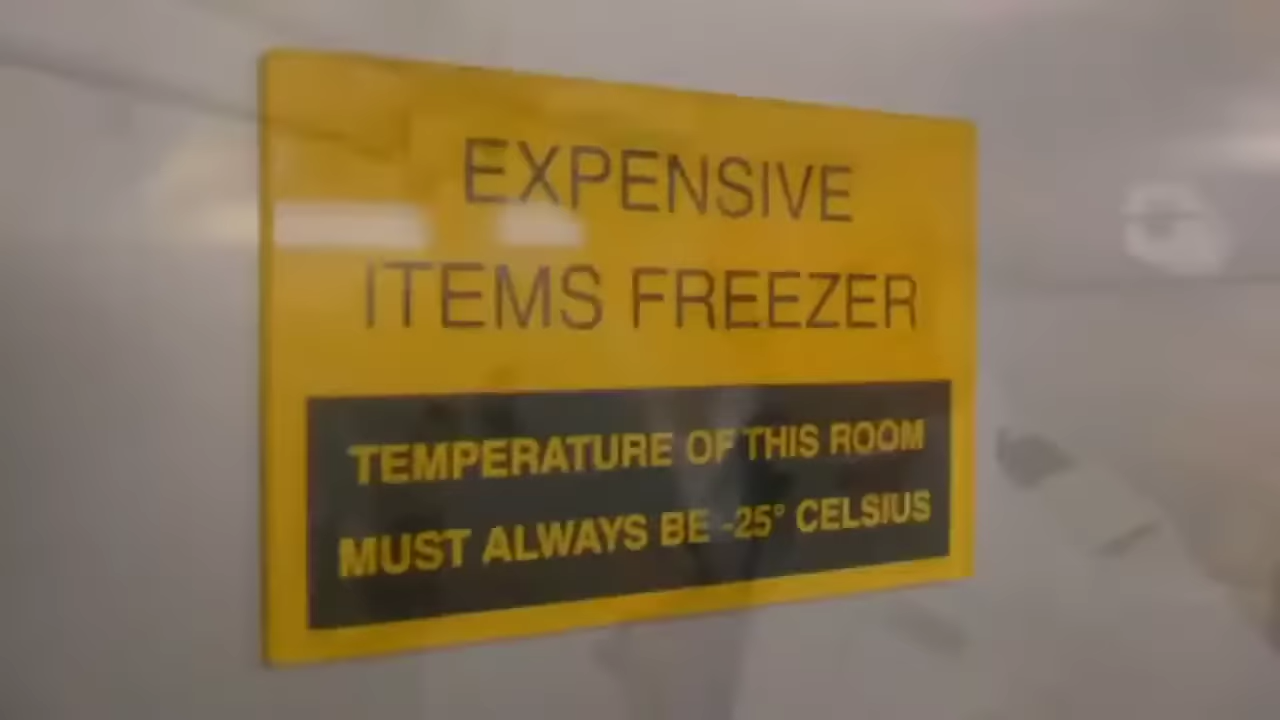 EXPENSIVE
ITEMS FREEZER
TEMPERATURE OF THIS ROOM
MUST ALWAYS BE -25° CELSIUS